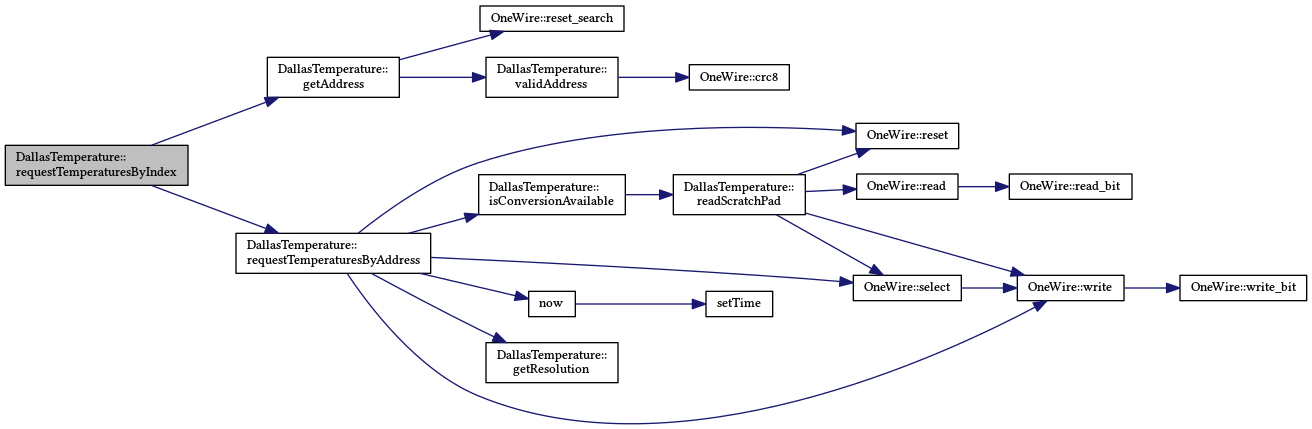 OneWire::reset_search
DallasTemperature::
getAddress
DallasTemperature::
validAddress
OneWire::crc8
DallasTemperature::
requestTemperaturesByIndex
OneWire::reset
DallasTemperature::
isConversionAvailable
DallasTemperature::
readScratchPad
OneWire::read
OneWire::read_bit
DallasTemperature::
requestTemperaturesByAddress
OneWire::select
OneWire::write
OneWire::write_bit
now
setTime
DallasTemperature::
getResolution